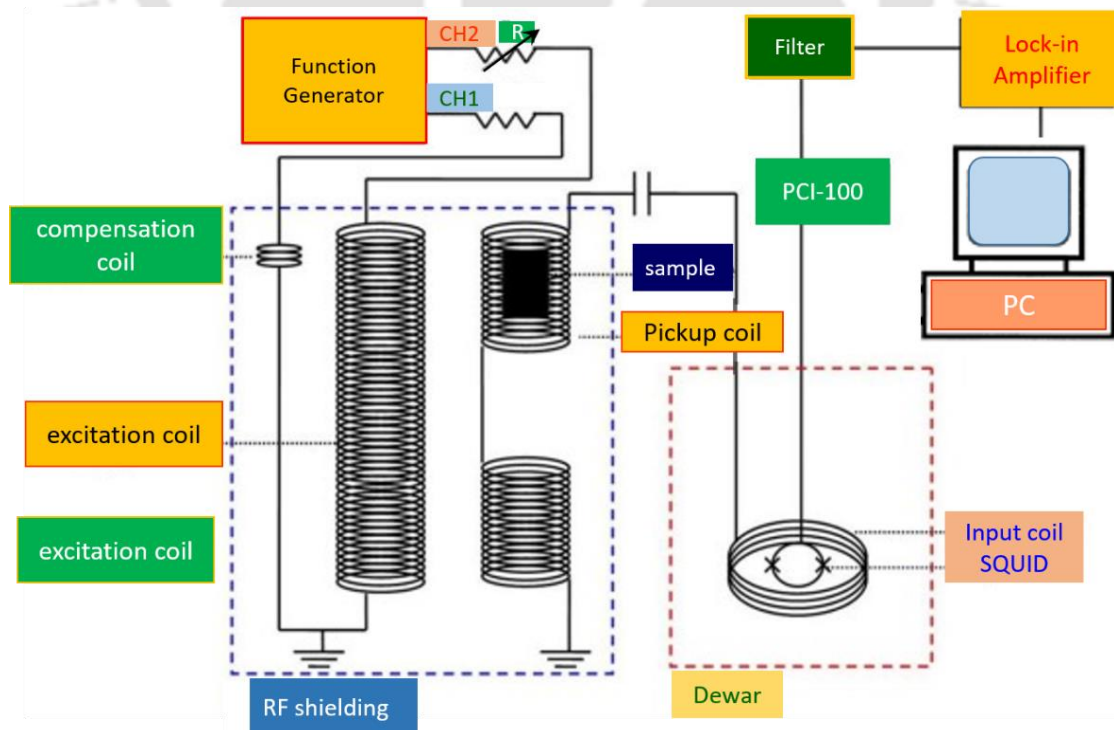 CH2
R
Function
Generator
CH1
Filter
Lock-in
Amplifier
PCI-100
compensation
coil
sample
PC
Pickup coil
excitation coil
excitation coil
Input coil
SQUID
RF shielding
Dewar